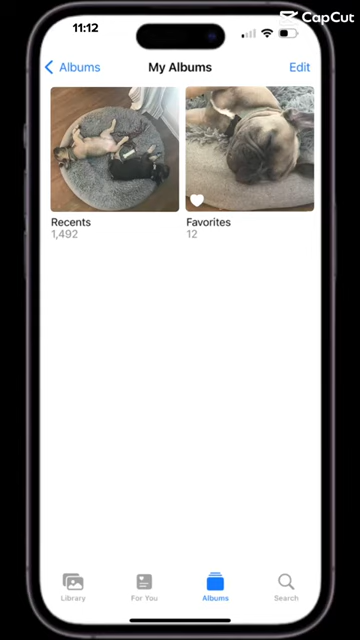 11:12
CapCut
Albums
My Albums
Edit
Recents
1,492
Favorites
12
Library
For You
Albums
Search